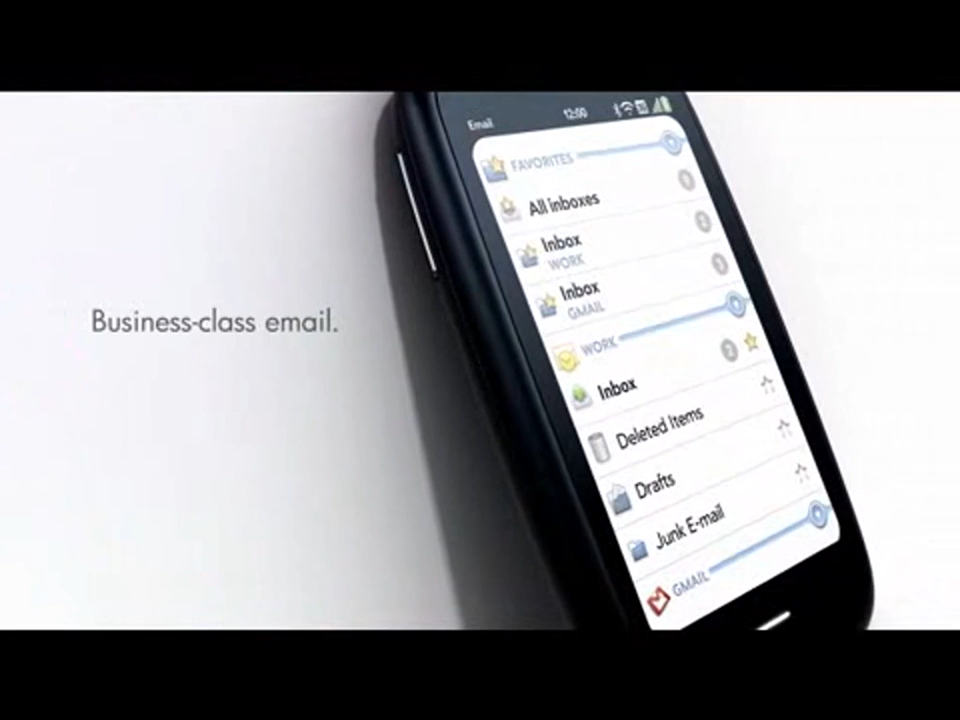 Email
12:00
FAVORITES
All inboxes
Inbox
WORK
Inbox
GMAIL
Business-class email.
WORK
Inbox
2
Deleted Items
Drafts
Junk E-mail
GMAIL